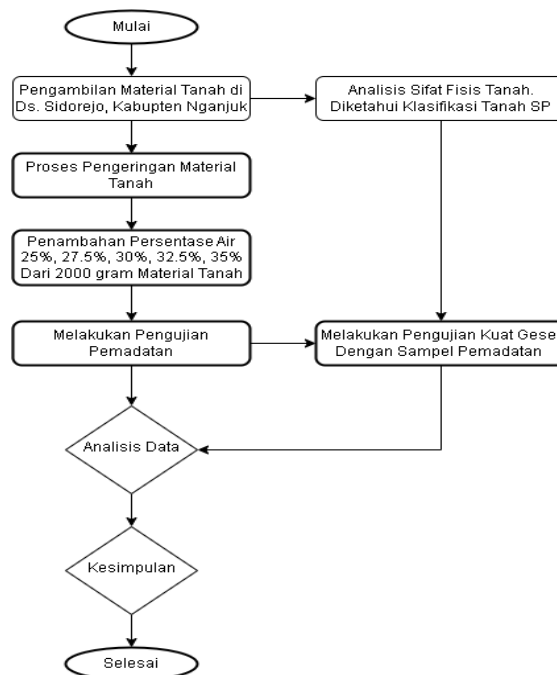 Mulai
Pengambilan Material Tanah di
Ds. Sidorejo, Kabupten Nganjuk
Analisis Sifat Fisis Tanah.
Diketahui Klasifikasi Tanah SP
Proses Pengeringan Material
Tanah
Penambahan Persentase Air
25%, 27.5%, 30%, 32.5%, 35%
Dari 2000 gram Material Tanah
Melakukan Pengujian
Pemadatan
Melakukan Pengujian Kuat Gese
Dengan Sampel Pemadatan
Analisis Data
Kesimpulan
Selesai